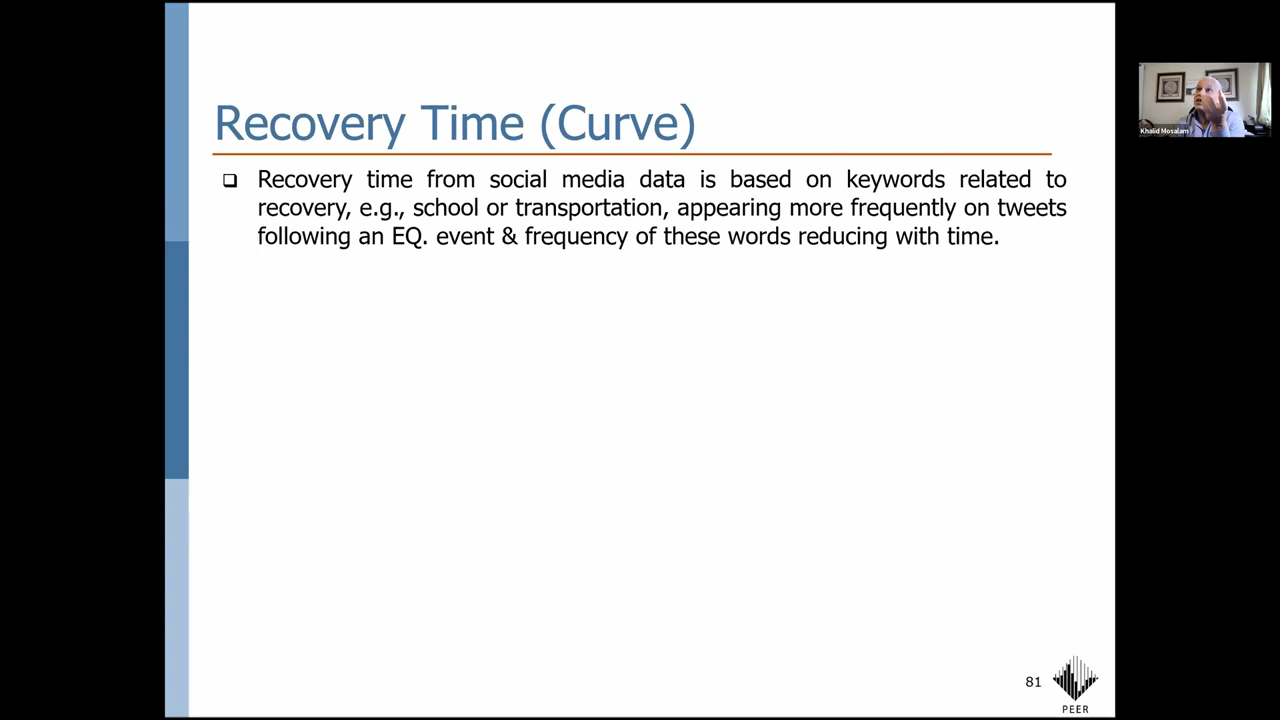 Recovery Time (Curve)
❑ Recovery time from social media data is based on keywords related to
recovery, e.g., school or transportation, appearing more frequently on tweets
following an EQ. event & frequency of these words reducing with time.
Khalid Mosalam
81
PEER